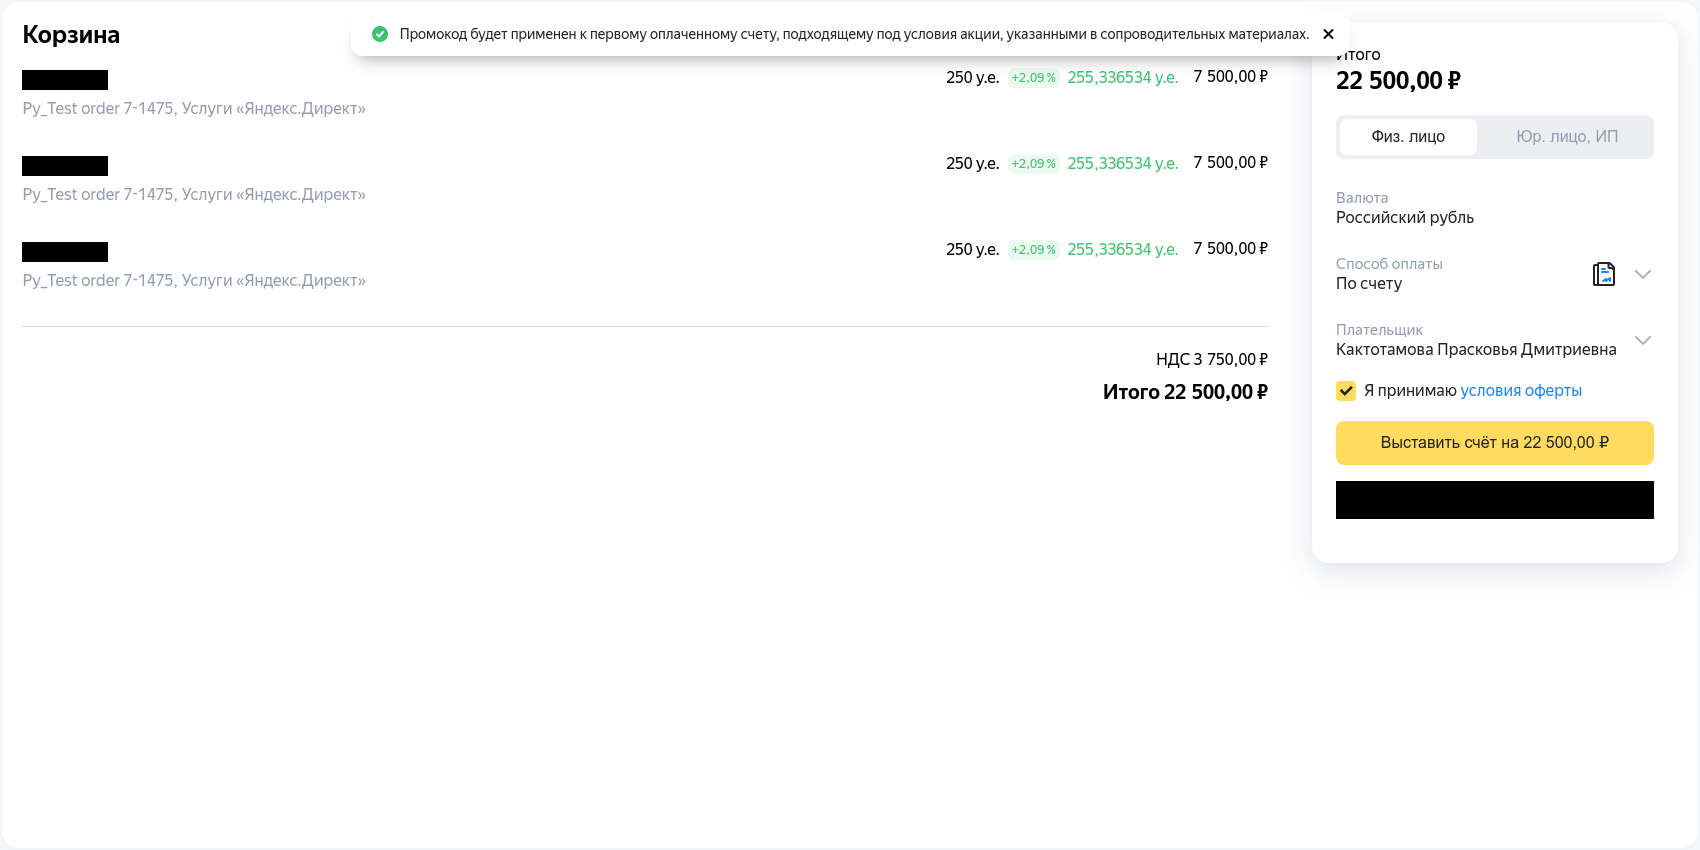 Корзина
Промокод будет применен к первому оплаченному счету, подходящему под условия акции, указанными в сопроводительных материалах.
250 у.е. +2,09 % 255,336534 у.е. 7 500,00 ₽
Py_Test order 7-1475, Услуги «Яндекс.Директ»
250 у.е. +2,09 % 255,336534 у.е. 7 500,00 ₽
Py_Test order 7-1475, Услуги «Яндекс.Директ»
250 у.е. +2,09 % 255,336534 у.е. 7 500,00 ₽
Py_Test order 7-1475, Услуги «Яндекс.Директ»
НДС 3 750,00 ₽
Итого 22 500,00 ₽
Итого
22 500,00 ₽
Физ. лицо
Юр. лицо, ИП
Валюта
Российский рубль
Способ оплаты
По счету
Плательщик
Кактотамова Прасковья Дмитриевна
Я принимаю условия оферты
Выставить счёт на 22 500,00 ₽